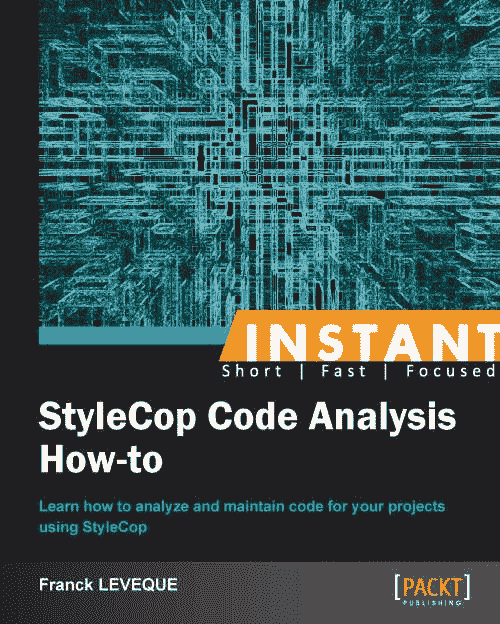 INSTANT
Short | Fast | Focused
StyleCop Code Analysis
How-to
Learn how to analyze and maintain code for your projects
using StyleCop
Franck LEVEQUE
[PACKT]
PUBLISHING